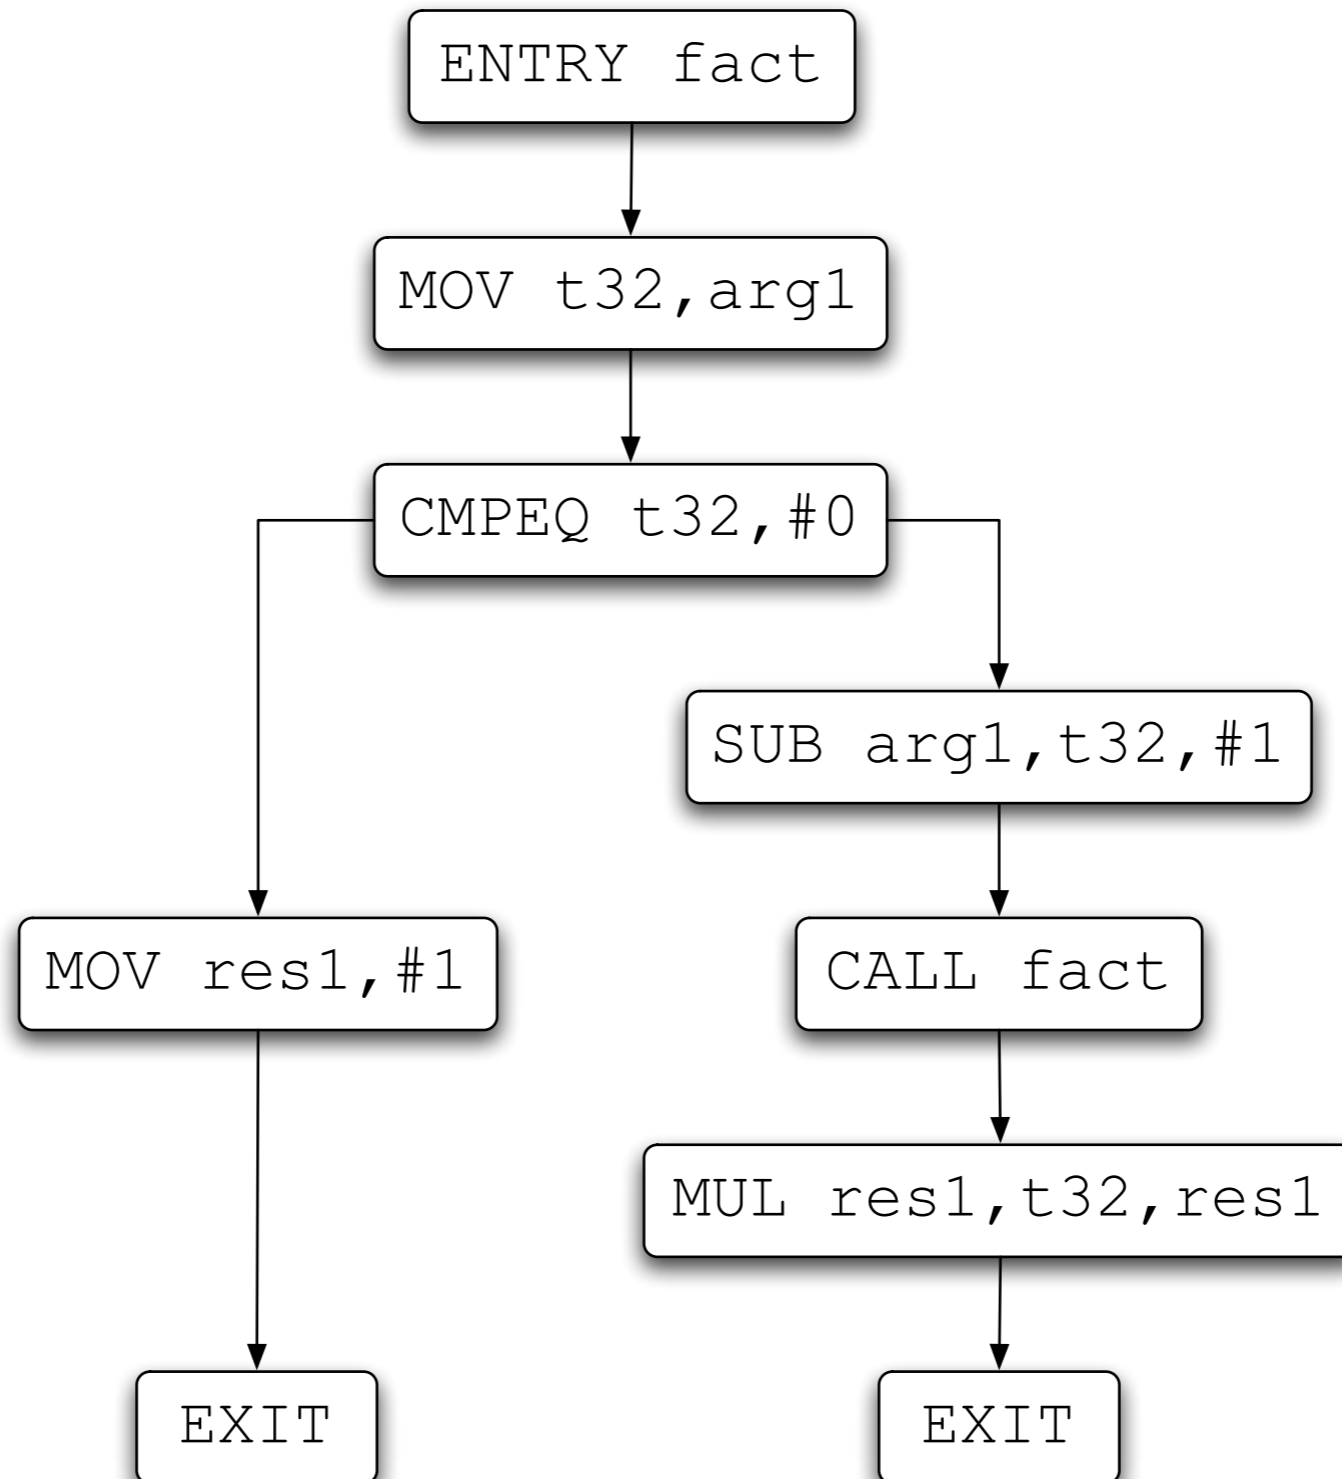 ENTRY fact
MOV t32,arg1
CMPEQ t32,#0
SUB arg1,t32,#1
MOV res1,#1
CALL fact
MUL res1,t32,res1
EXIT
EXIT